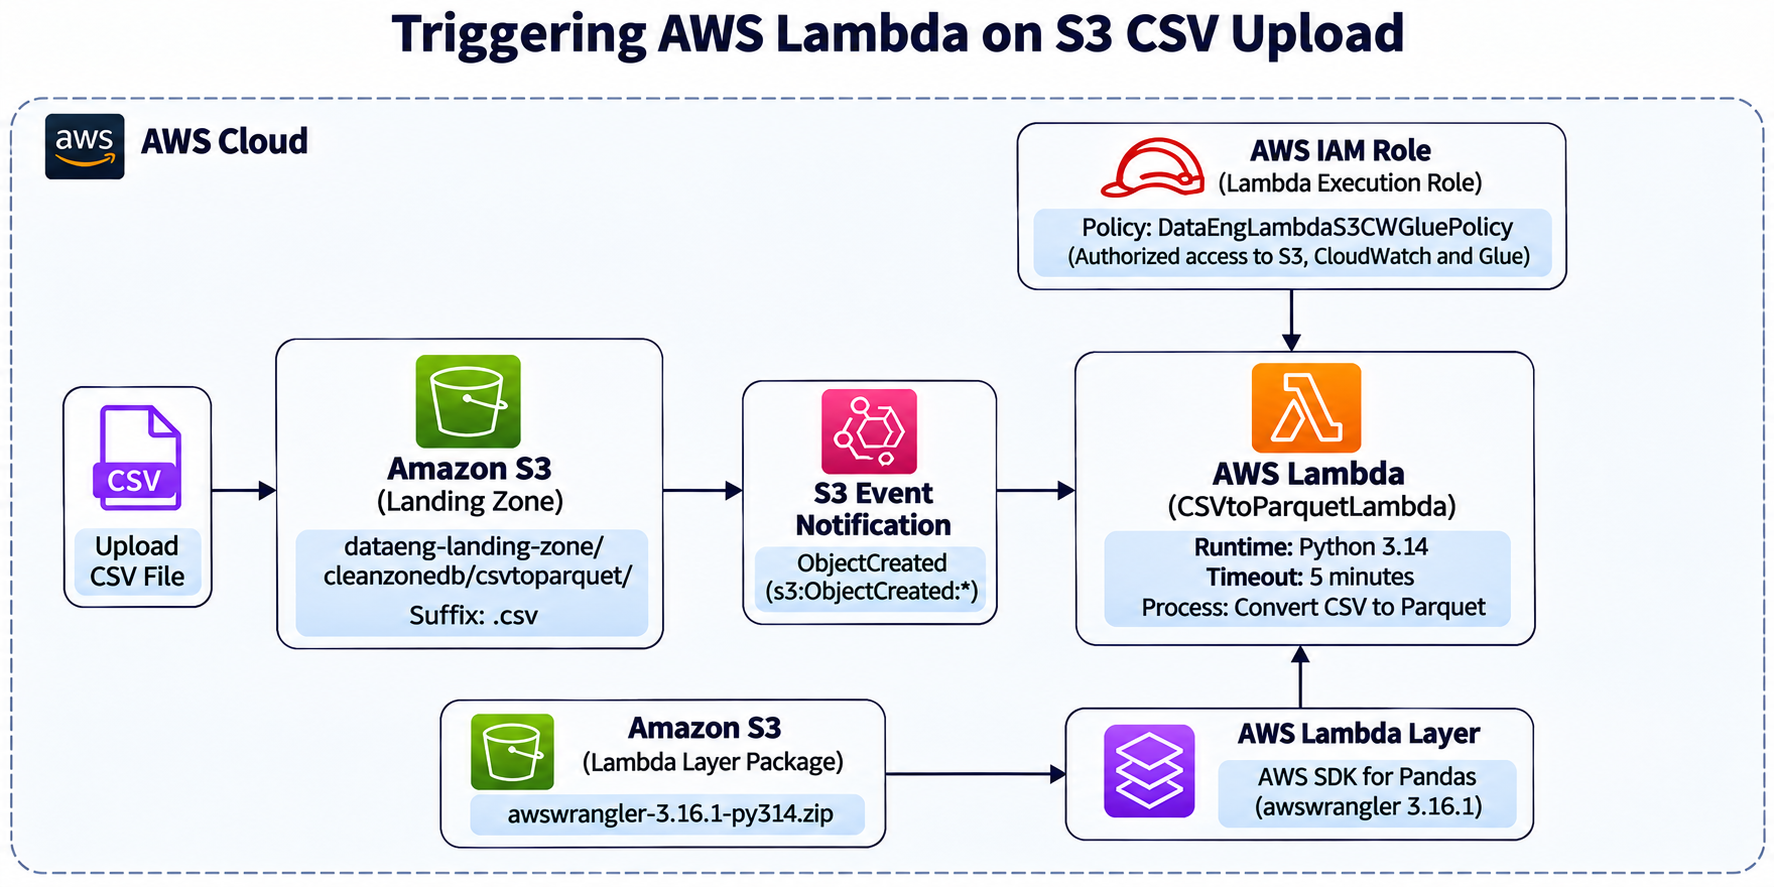 Triggering AWS Lambda on S3 CSV Upload
aws
AWS Cloud
AWS IAM Role
(Lambda Execution Role)
Policy: DataEngLambdaS3CWGluePolicy
(Authorized access to S3, CloudWatch and Glue)
CSV
Upload
CSV File
Amazon S3
(Landing Zone)
dataeng-landing-zone/
cleanzonedb/csvtoparquet/
Suffix: .csv
S3 Event
Notification
ObjectCreated
(s3:ObjectCreated:*)
AWS Lambda
(CSVtoParquetLambda)
Runtime: Python 3.14
Timeout: 5 minutes
Process: Convert CSV to Parquet
Amazon S3
(Lambda Layer Package)
awswrangler-3.16.1-py314.zip
AWS Lambda Layer
AWS SDK for Pandas
(awswrangler 3.16.1)